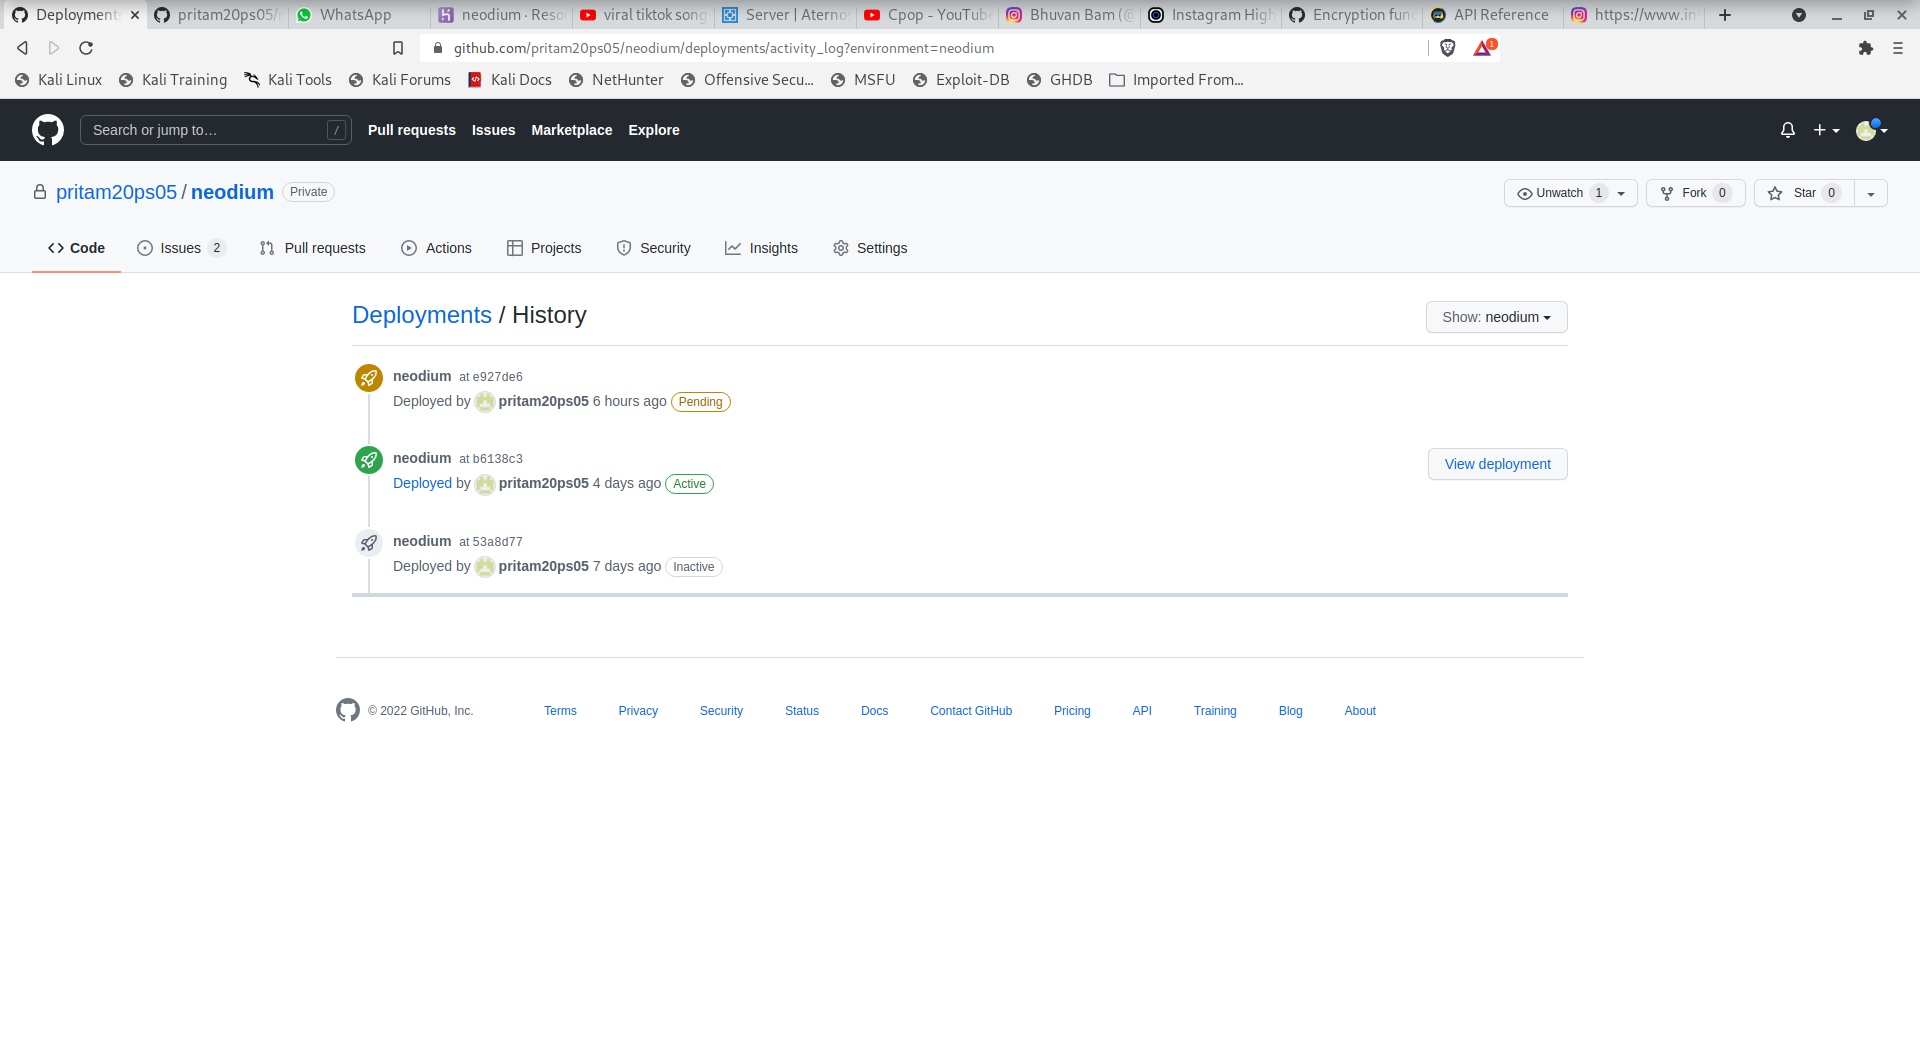 Deployments
pritam20ps05/
WhatsApp
neodium · Reso
viral tiktok song
Server | Aterno
Cpop - YouTube
Bhuvan Bam (@
Instagram High
Encryption fun
API Reference
https://www.in
github.com/pritam20ps05/neodium/deployments/activity_log?environment=neodium
1
Kali Linux Kali Training Kali Tools Kali Forums Kali Docs NetHunter Offensive Secu... MSFU Exploit-DB GHDB Imported From...
Search or jump to... / Pull requests Issues Marketplace Explore
pritam20ps05 / neodium Private
Unwatch 1 Fork 0 Star 0
Code Issues 2 Pull requests Actions Projects Security Insights Settings
Deployments / History
Show: neodium
neodium at e927de6
Deployed by pritam20ps05 6 hours ago Pending
neodium at b6138c3
Deployed by pritam20ps05 4 days ago Active
View deployment
neodium at 53a8d77
Deployed by pritam20ps05 7 days ago Inactive
© 2022 GitHub, Inc. Terms Privacy Security Status Docs Contact GitHub Pricing API Training Blog About